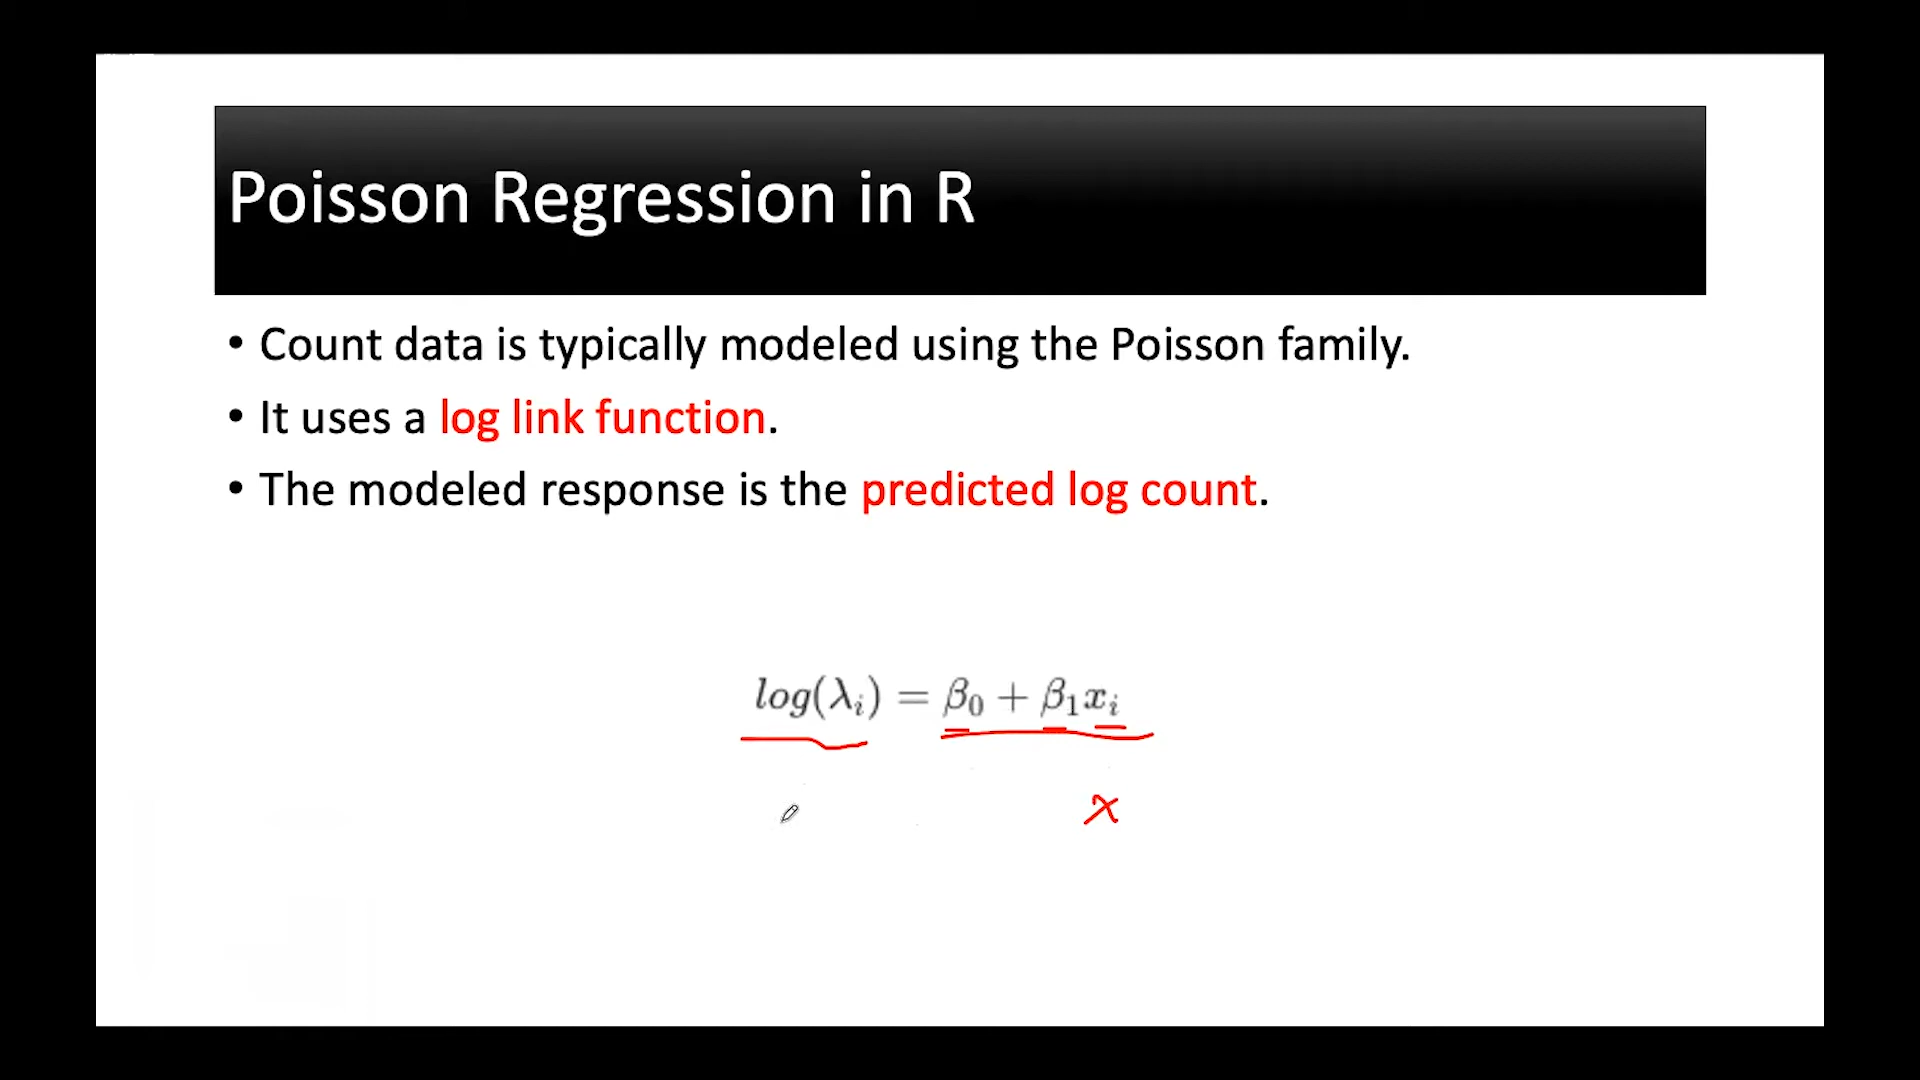 Poisson Regression in R
• Count data is typically modeled using the Poisson family.
• It uses a log link function.
• The modeled response is the predicted log count.
log(λᵢ) = β₀ + β₁xᵢ
x